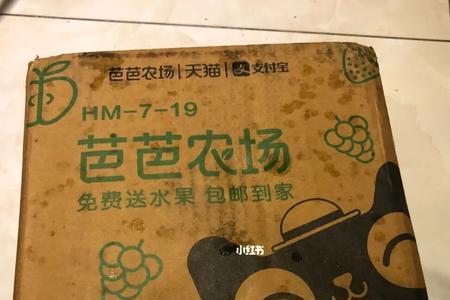 芭芭农场|天猫|支付宝
HM-7-19
芭芭农场
免费送水果 包邮到家
小红书